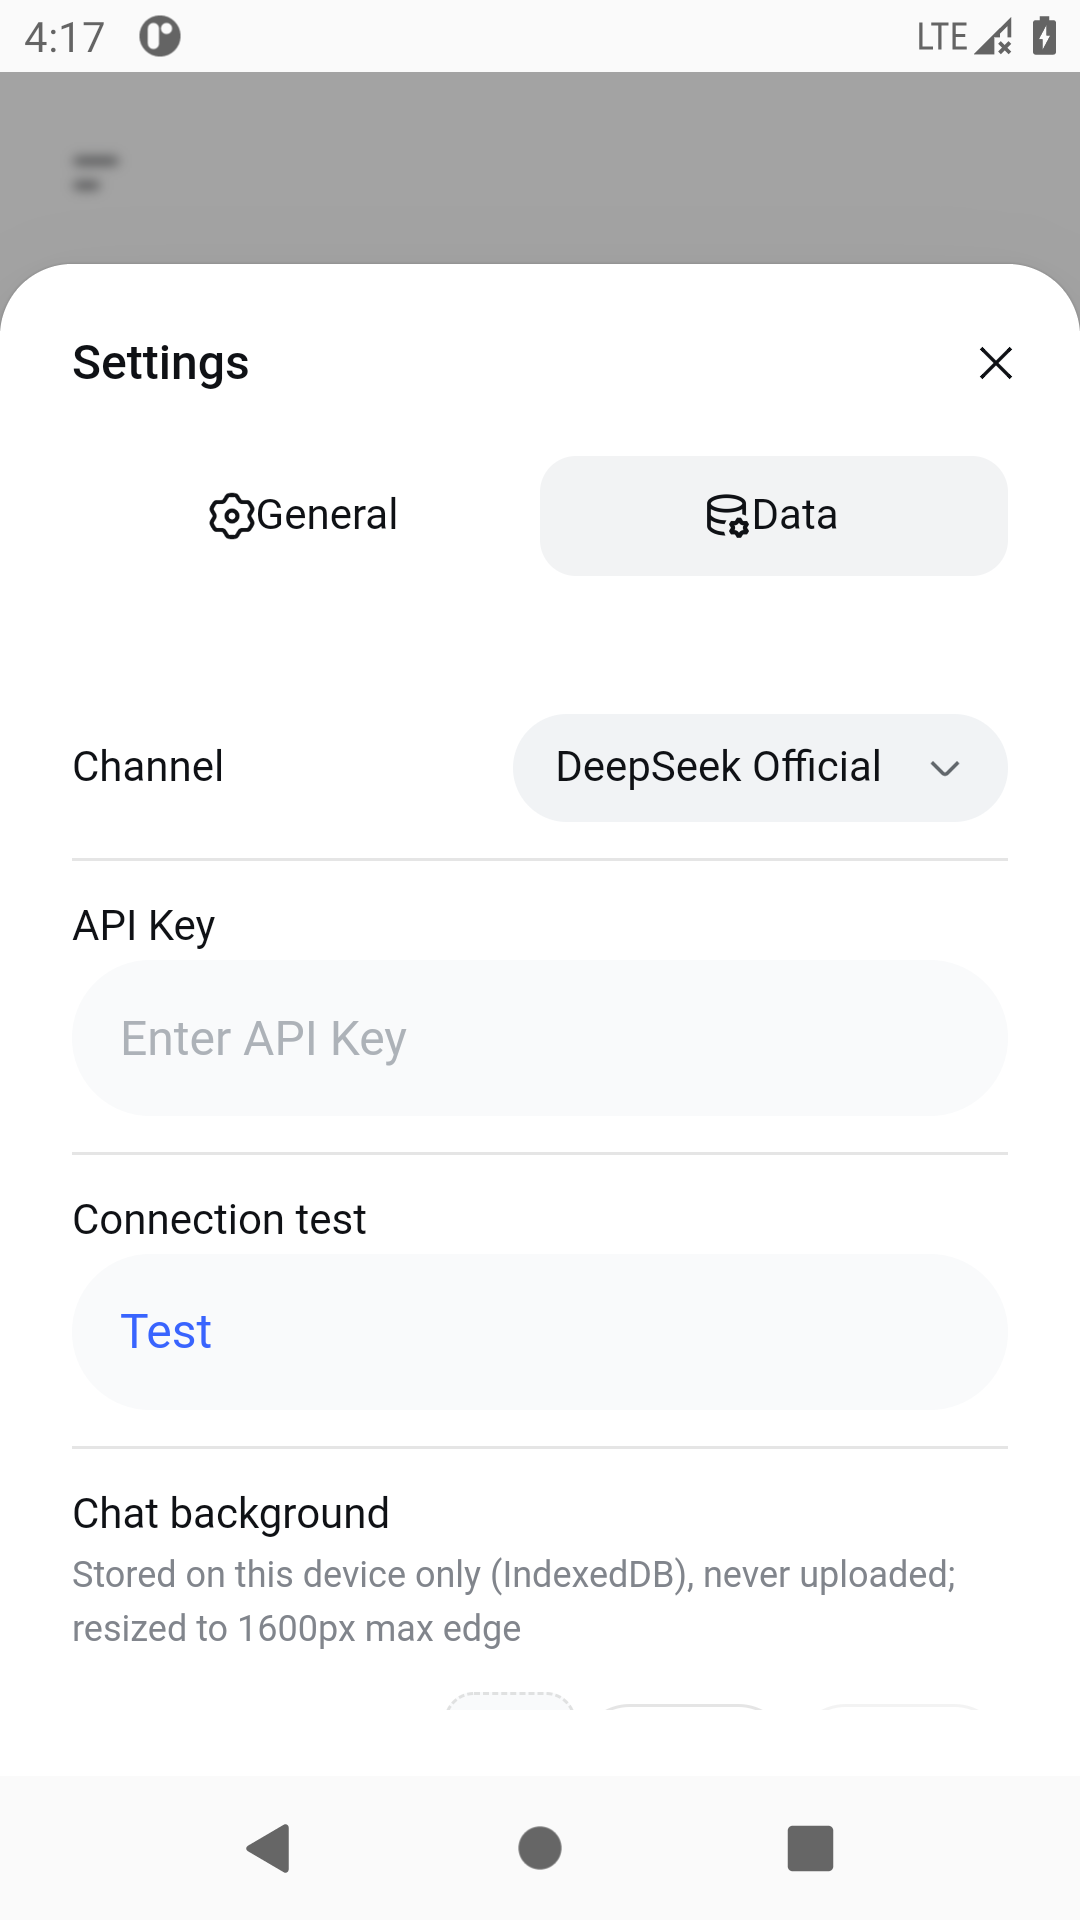 4:17
LTE
Settings
General
Data
Channel
DeepSeek Official
API Key
Enter API Key
Connection test
Test
Chat background
Stored on this device only (IndexedDB), never uploaded;
resized to 1600px max edge